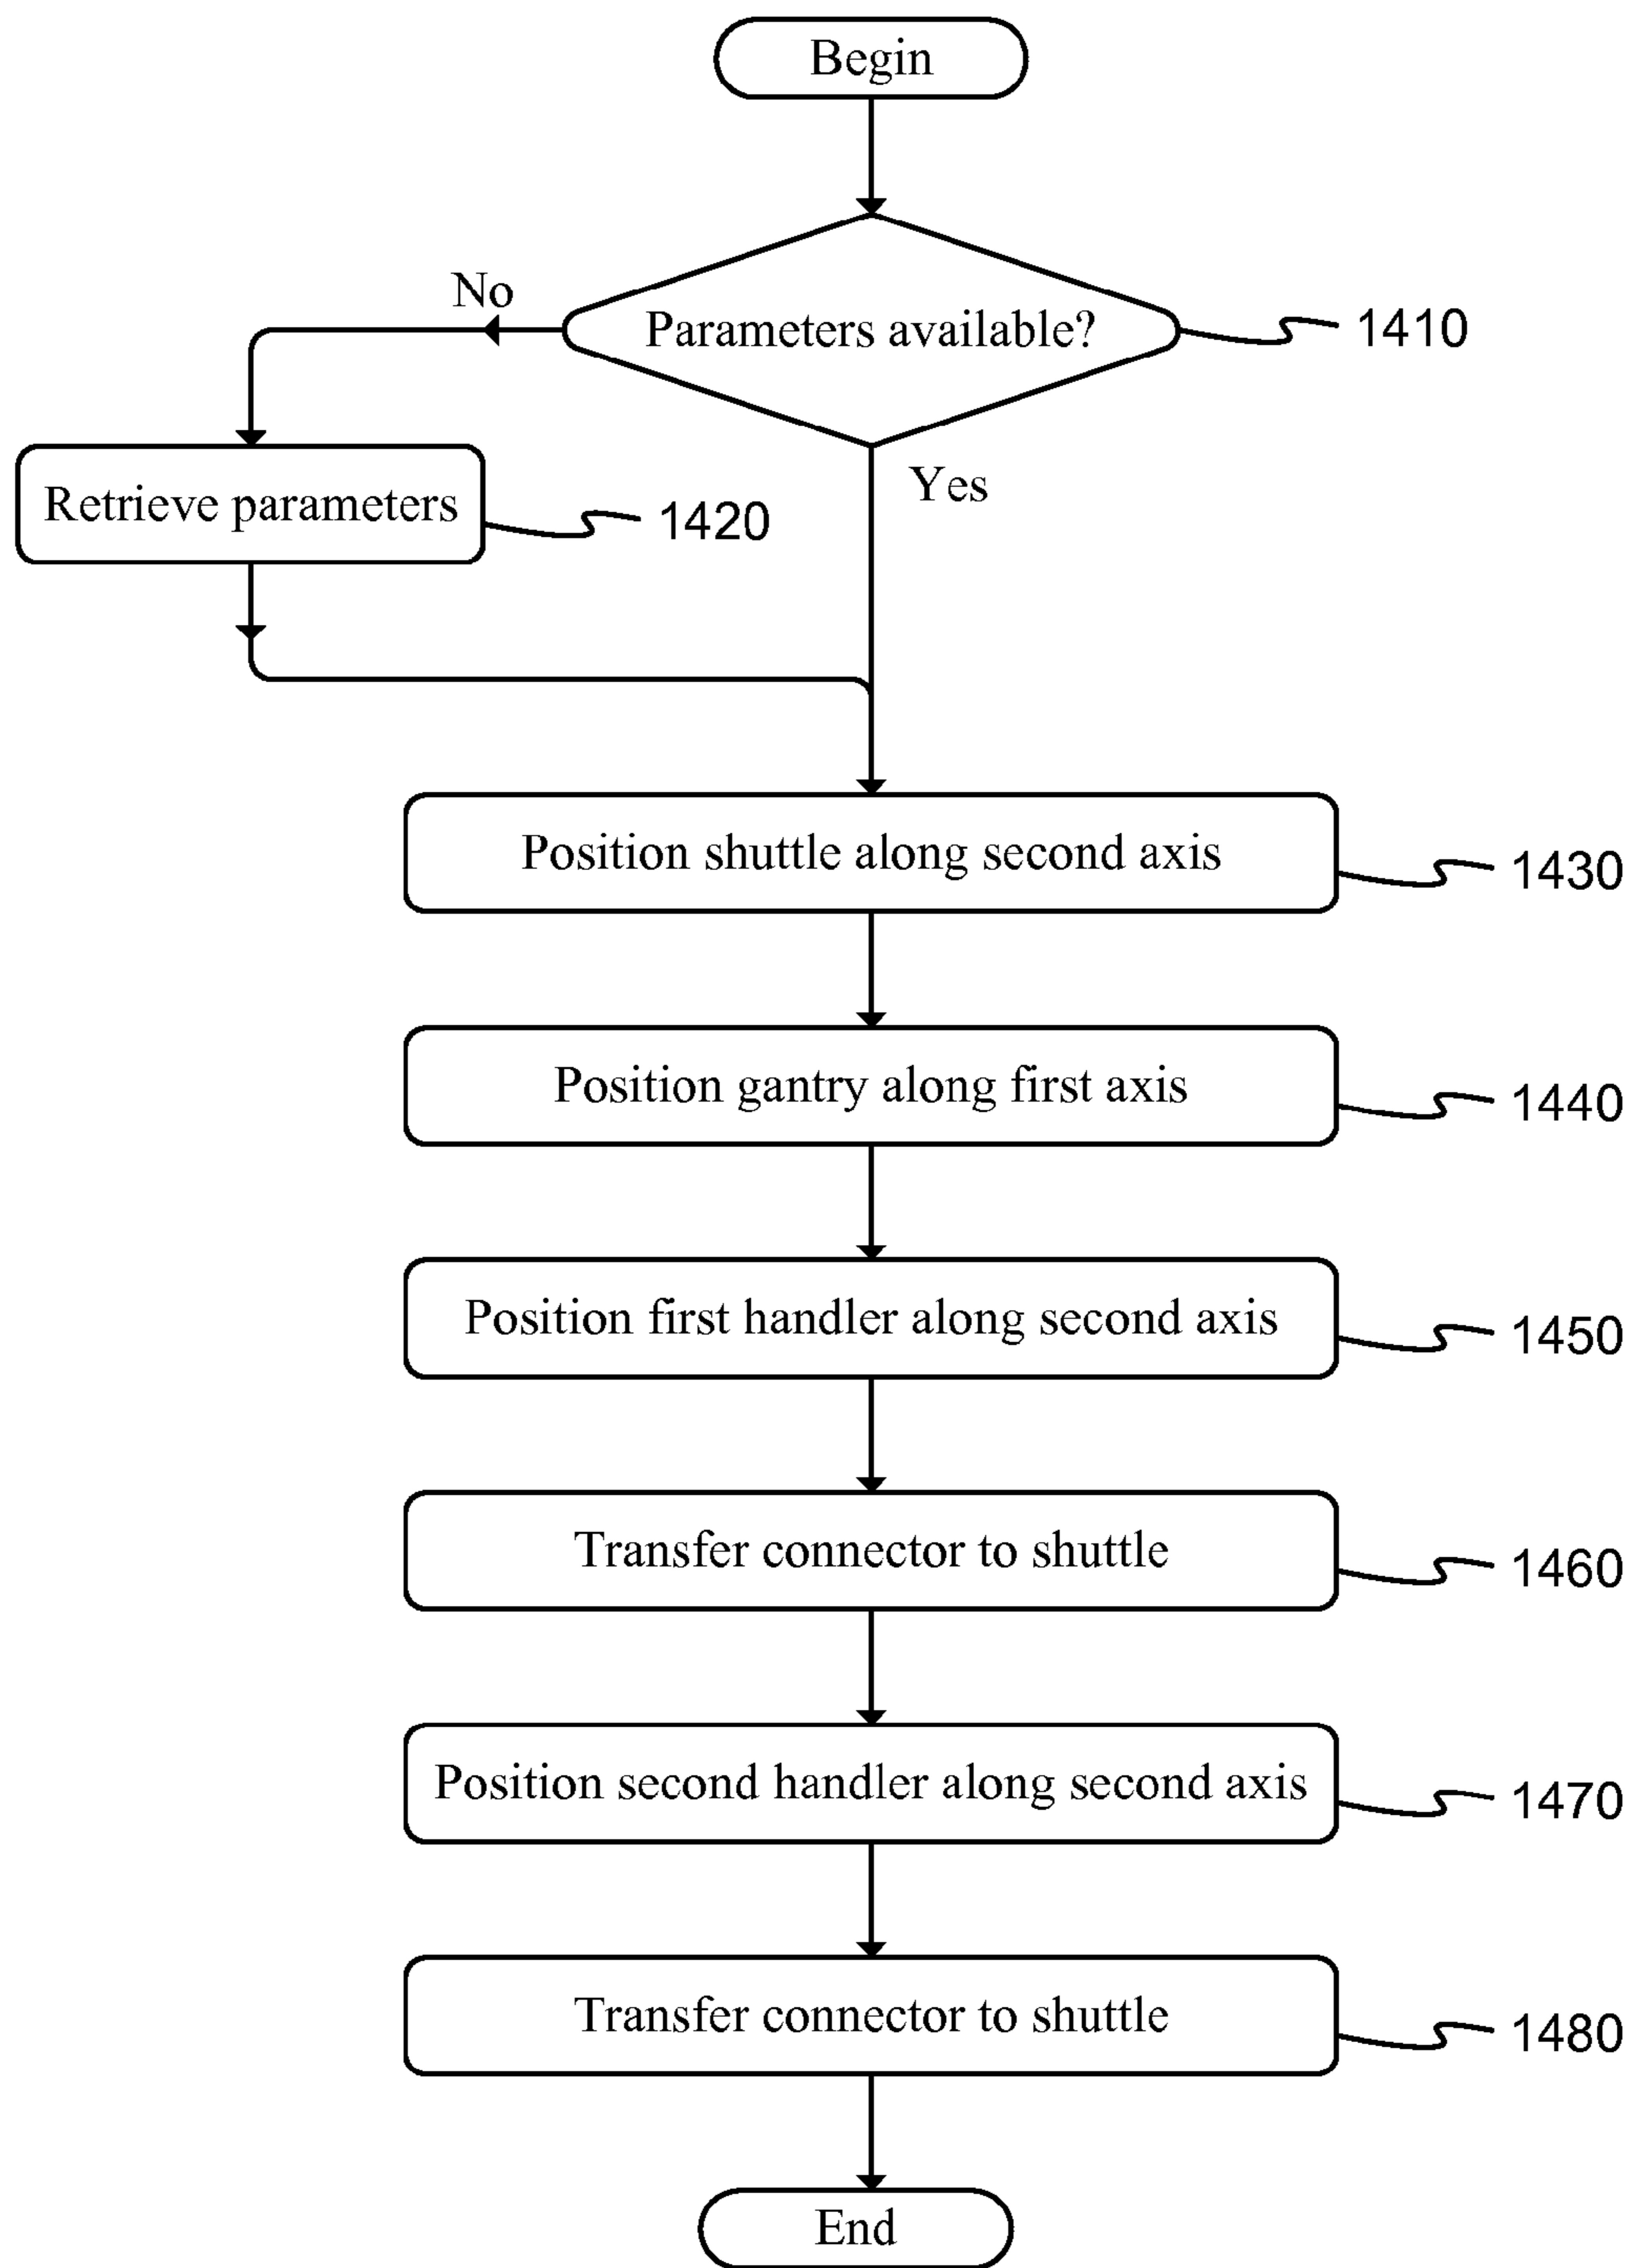 Begin
No
Parameters available?
1410
Yes
Retrieve parameters
1420
Position shuttle along second axis
1430
Position gantry along first axis
1440
Position first handler along second axis
1450
Transfer connector to shuttle
1460
Position second handler along second axis
1470
Transfer connector to shuttle
1480
End